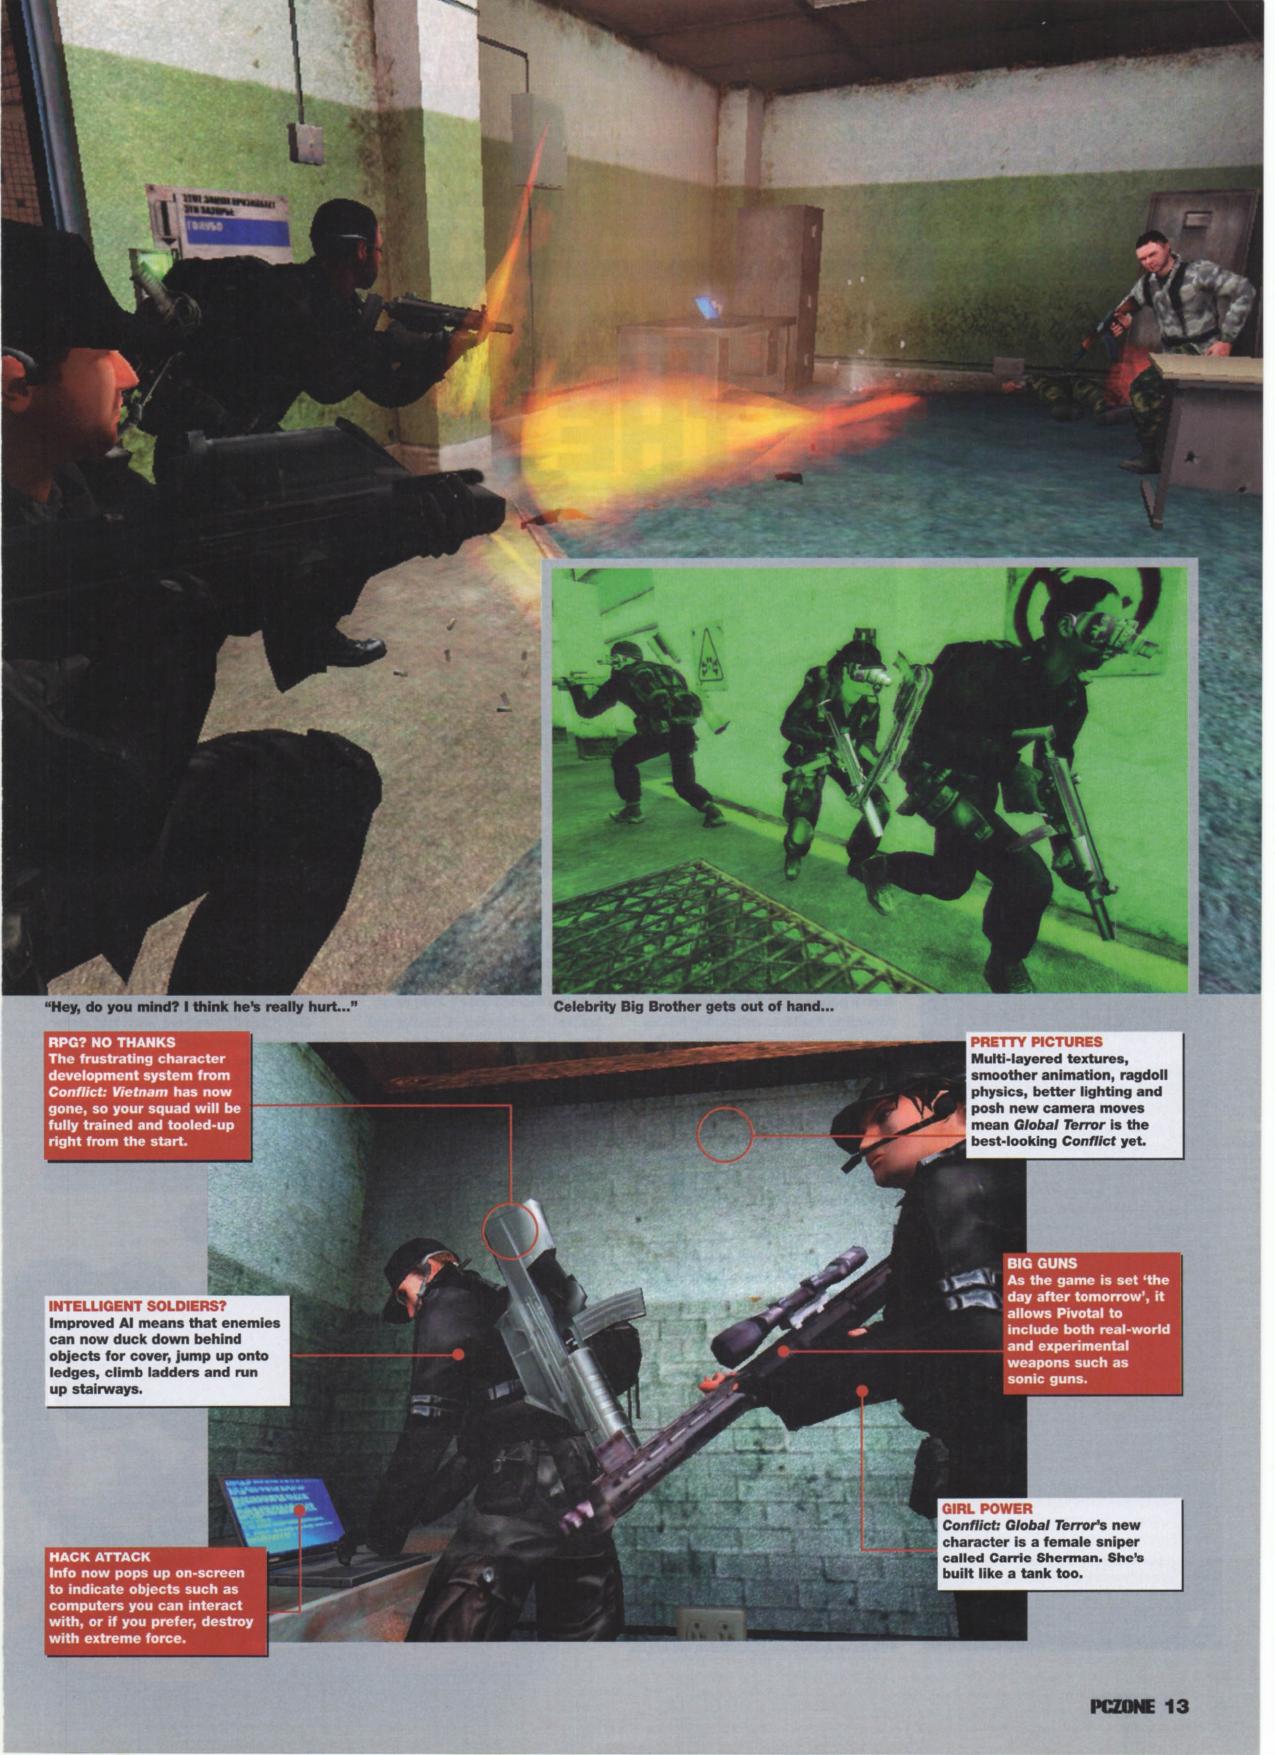 ГОЛУБО
"Hey, do you mind? I think he's really hurt..."
Celebrity Big Brother gets out of hand...
RPG? NO THANKS
The frustrating character
development system from
Conflict: Vietnam has now
gone, so your squad will be
fully trained and tooled-up
right from the start.
PRETTY PICTURES
Multi-layered textures,
smoother animation, ragdoll
physics, better lighting and
posh new camera moves
mean Global Terror is the
best-looking Conflict yet.
INTELLIGENT SOLDIERS?
Improved AI means that enemies
can now duck down behind
objects for cover, jump up onto
ledges, climb ladders and run
up stairways.
BIG GUNS
As the game is set 'the
day after tomorrow', it
allows Pivotal to
include both real-world
and experimental
weapons such as
sonic guns.
GIRL POWER
Conflict: Global Terror's new
character is a female sniper
called Carrie Sherman. She's
built like a tank too.
HACK ATTACK
Info now pops up on-screen
to indicate objects such as
computers you can interact
with, or if you prefer, destroy
with extreme force.
PCZONE 13